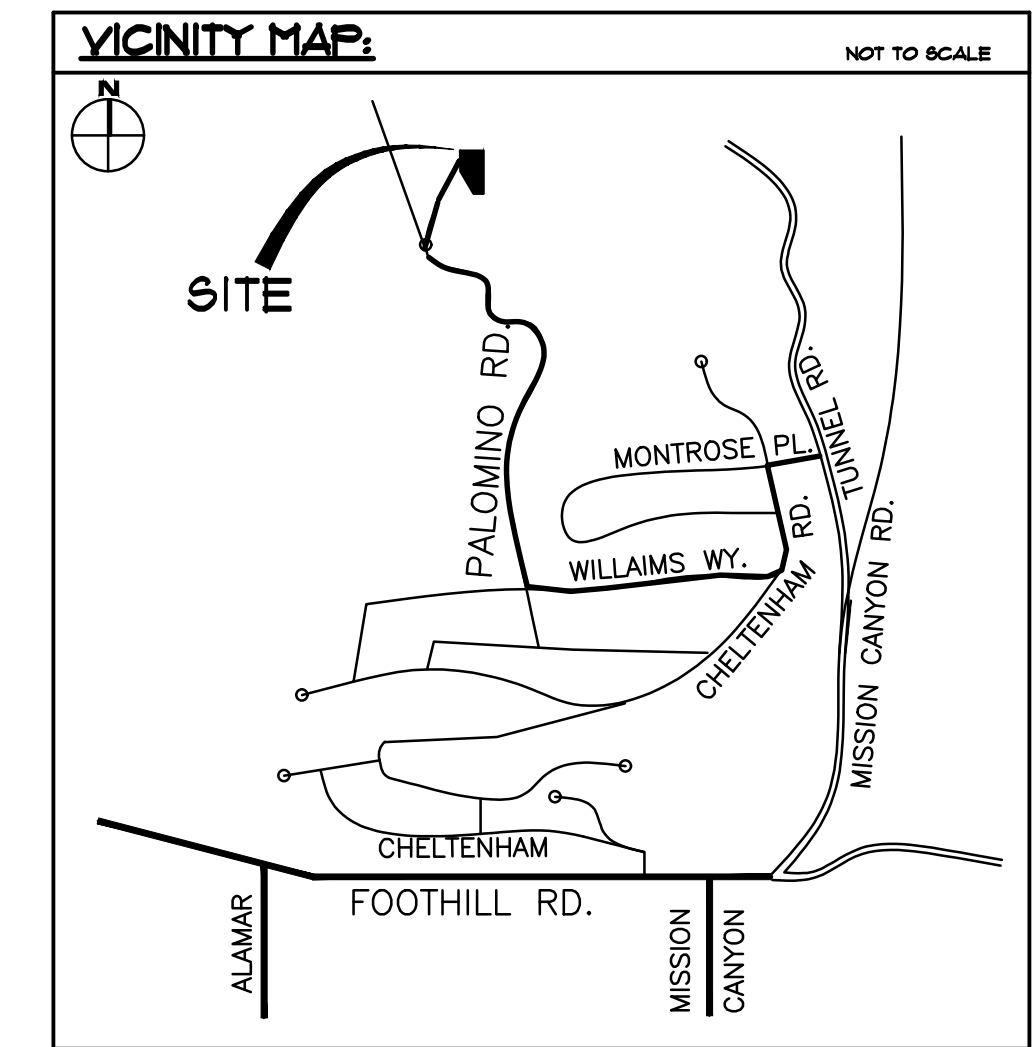 VICINITY MAP:
NOT TO SCALE
N
SITE
PALOMINO RD.
MONTROSE PL.
TUNNEL RD.
WILLAIMS WY.
CHELTENHAM RD.
MISSION CANYON RD.
CHELTENHAM
FOOTHILL RD.
ALAMAR
MISSION
CANYON